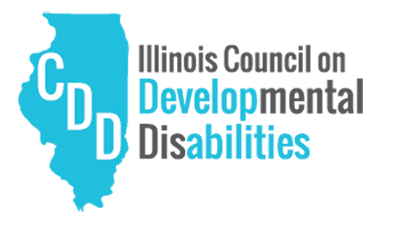 CDD
Illinois Council on
Developmental
Disabilities